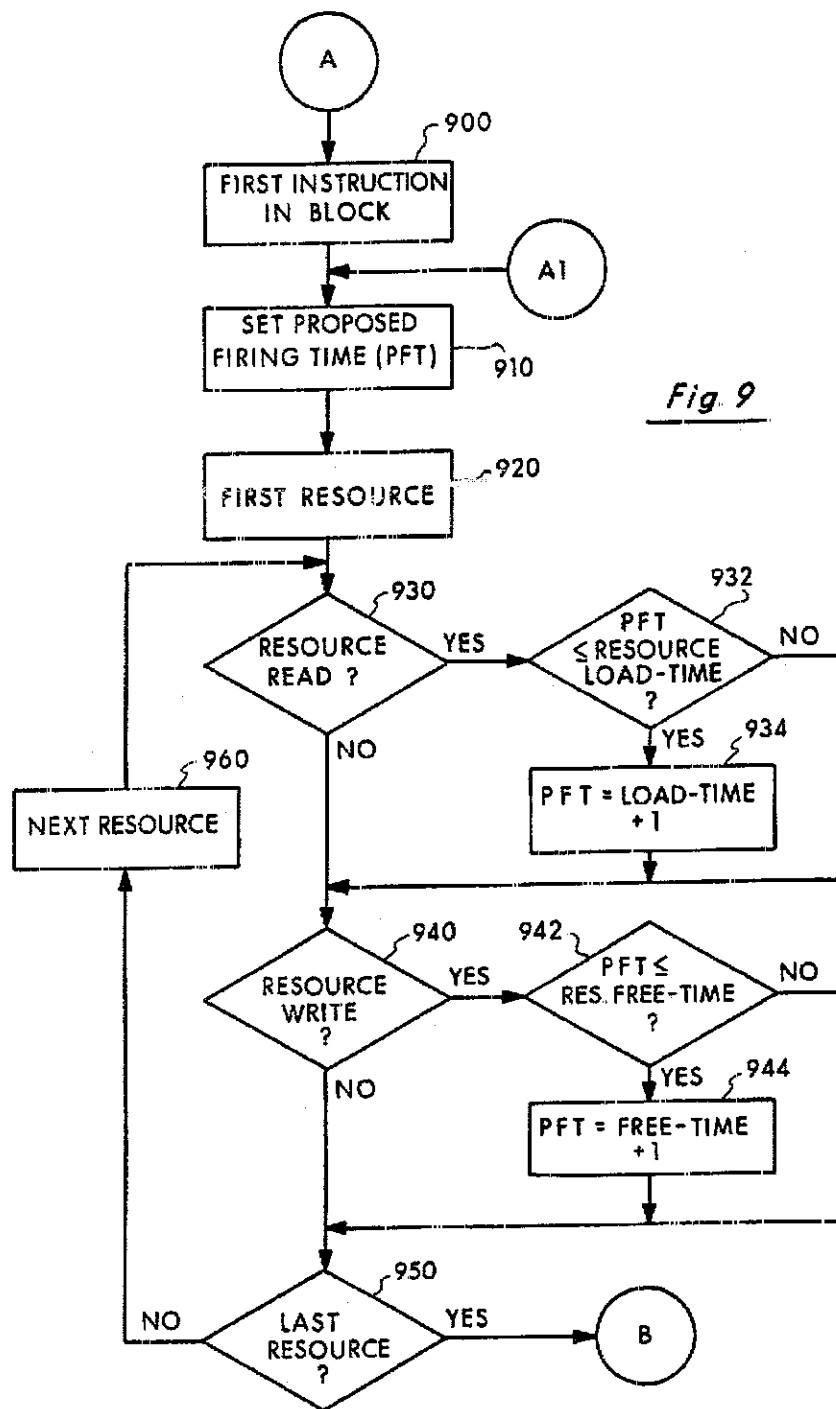 A
900
FIRST INSTRUCTION
IN BLOCK
A1
SET PROPOSED
FIRING TIME (PFT)
910
Fig 9
920
FIRST RESOURCE
930
RESOURCE
READ ?
YES
NO
932
PFT
≤ RESOURCE
LOAD-TIME
?
NO
YES
934
PFT = LOAD-TIME
+1
960
NEXT RESOURCE
940
RESOURCE
WRITE
?
YES
NO
942
PFT ≤
RES. FREE-TIME
?
NO
YES
944
PFT = FREE-TIME
+1
950
LAST
RESOURCE
?
NO
YES
B